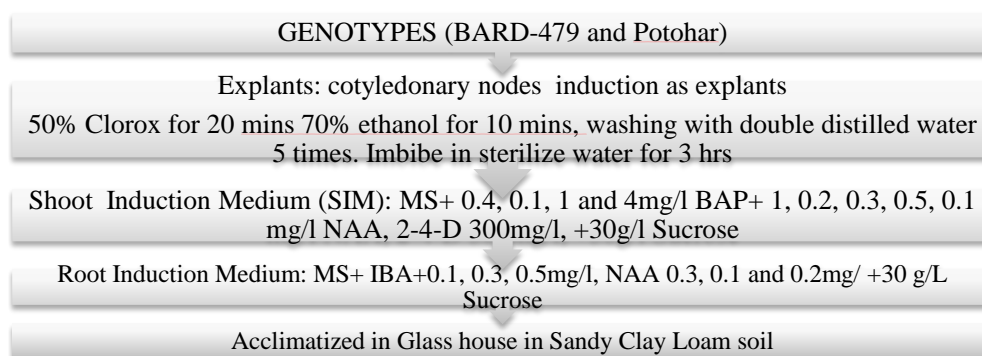 GENOTYPES (BARD-479 and Potohar)
Explants: cotyledonary nodes induction as explants
50% Clorox for 20 mins 70% ethanol for 10 mins, washing with double distilled water
5 times. Imbibe in sterilize water for 3 hrs
Shoot Induction Medium (SIM): MS+ 0.4, 0.1, 1 and 4mg/l BAP+ 1, 0.2, 0.3, 0.5, 0.1
mg/l NAA, 2-4-D 300mg/l, +30g/l Sucrose
Root Induction Medium: MS+ IBA+0.1, 0.3, 0.5mg/l, NAA 0.3, 0.1 and 0.2mg/ +30 g/L
Sucrose
Acclimatized in Glass house in Sandy Clay Loam soil